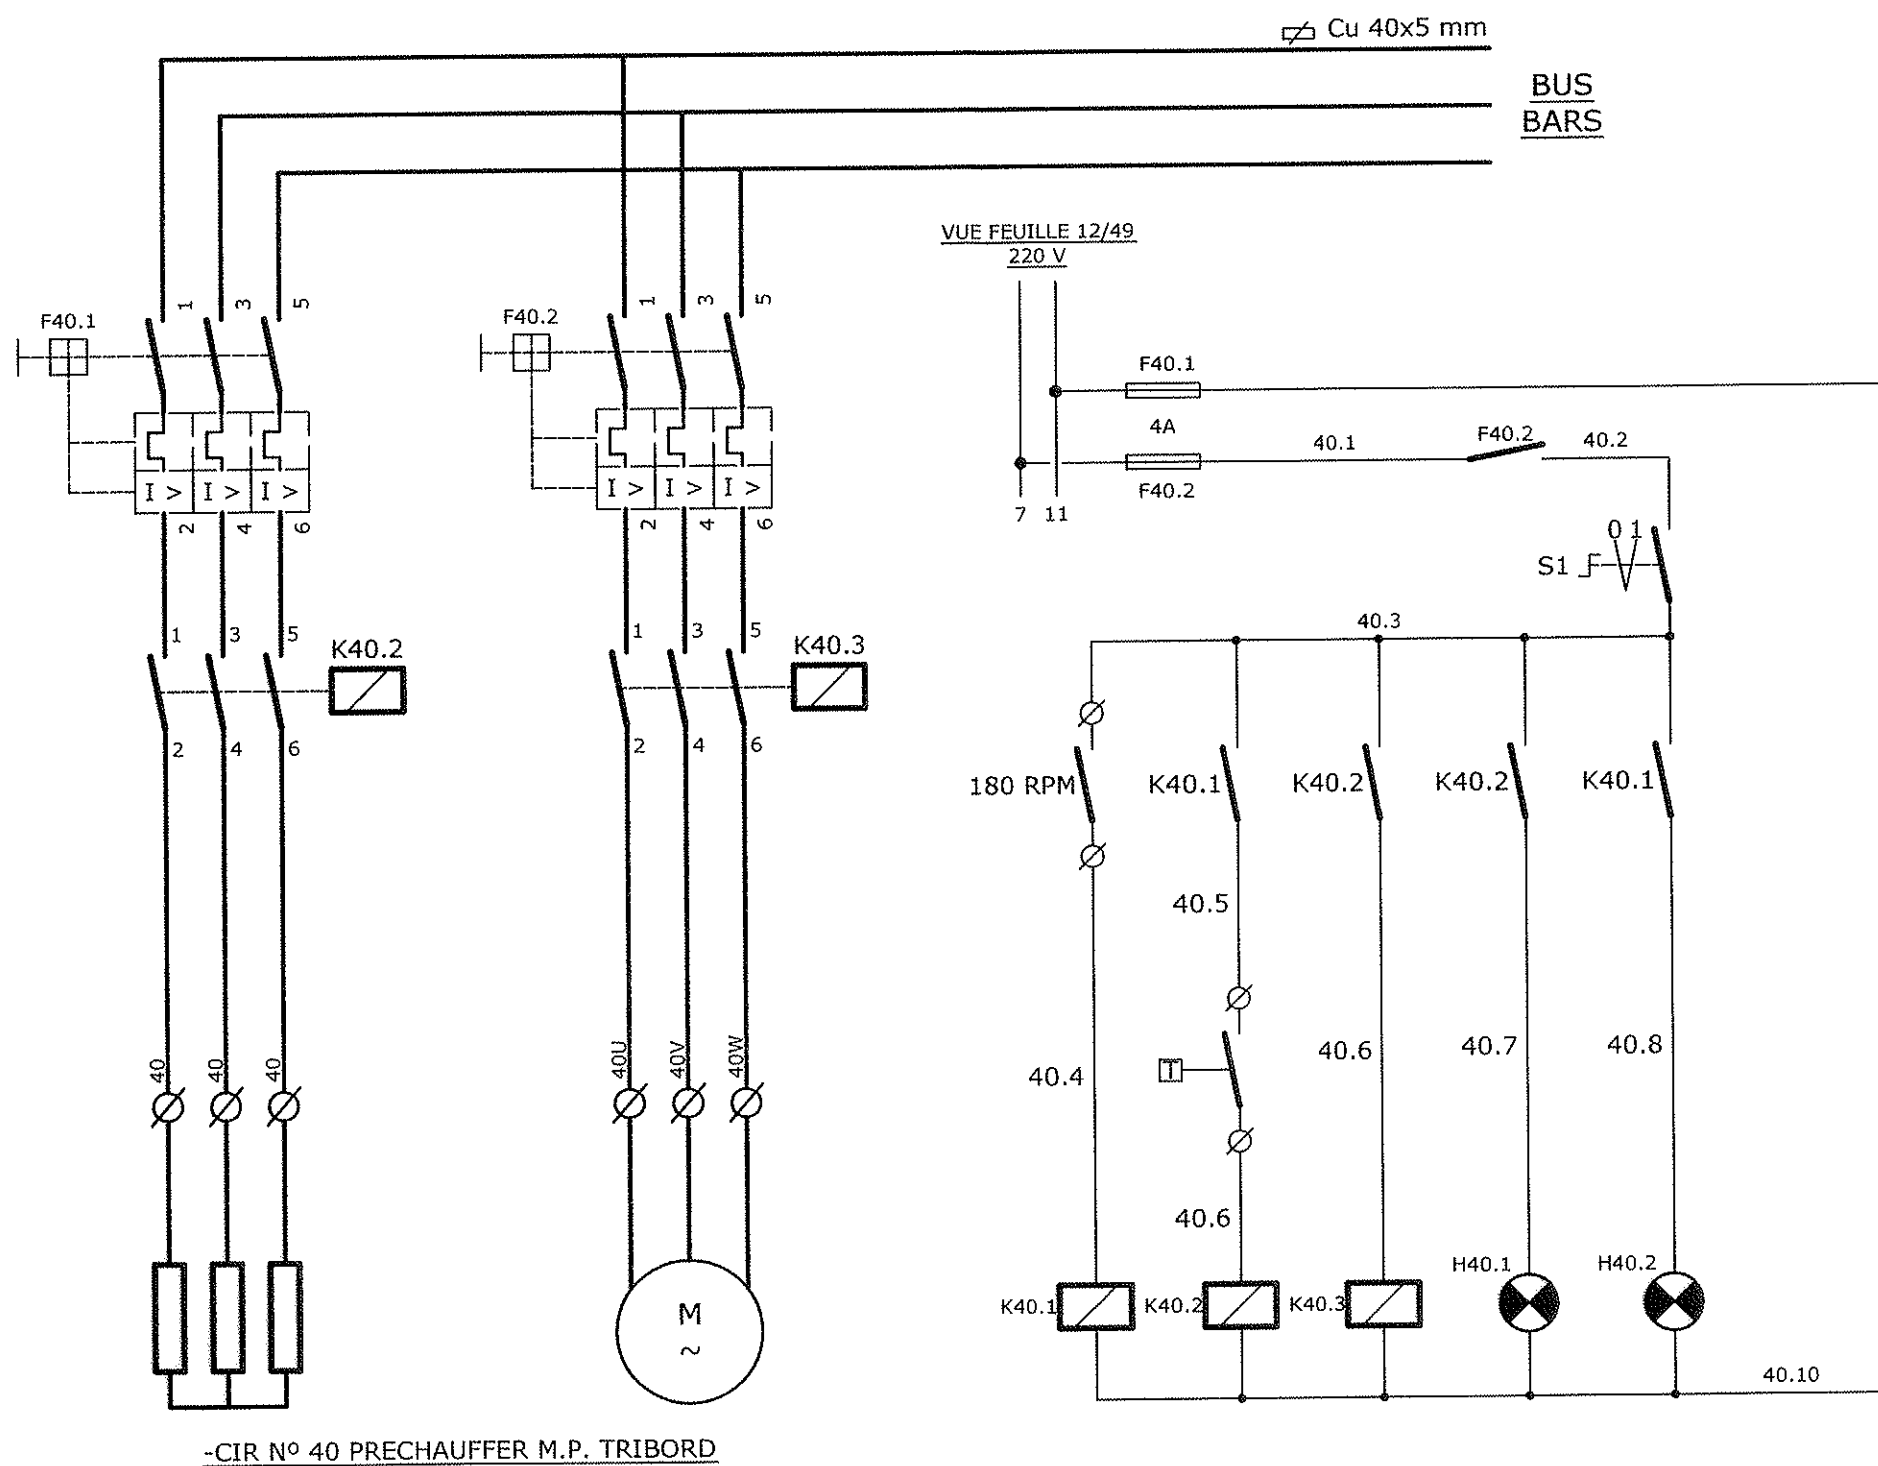 Cu 40x5 mm
BUS
BARS
VUE FEUILLE 12/49
220 V
1 3 5
F40.1
I > I > I >
2 4 6
1 3 5
K40.2
2 4 6
40 40 40
1 3 5
F40.2
I > I > I >
2 4 6
1 3 5
K40.3
2 4 6
40U 40V 40W
M
~
F40.1
4A
40.1 F40.2 40.2
F40.2
7 11
0 1
S1
40.3
180 RPM K40.1 K40.2 K40.2 K40.1
40.5
40.4 T 40.6 40.7 40.8
40.6
H40.1 H40.2
K40.1 K40.2 K40.3
40.10
-CIR Nº 40 PRECHAUFFER M.P. TRIBORD